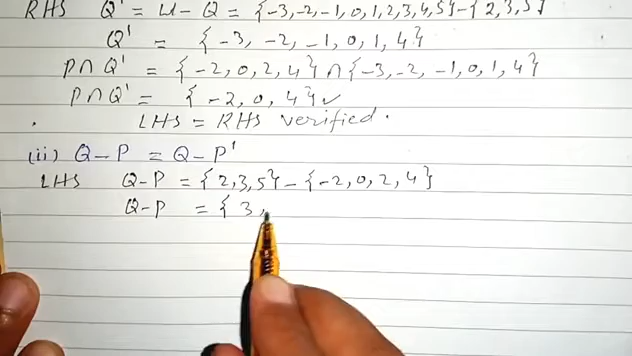 RHS Q' = U - Q = {-3, -2, -1, 0, 1, 2, 3, 4, 5} - {2, 3, 5}
Q' = {-3, -2, -1, 0, 1, 4}
P∩Q' = {-2, 0, 2, 4} ∩ {-3, -2, -1, 0, 1, 4}
P∩Q' = {-2, 0, 4} ✓
LHS = RHS verified.
(ii) Q-P = Q-P'
LHS Q-P = {2, 3, 5} - {-2, 0, 2, 4}
Q-P = { 3,